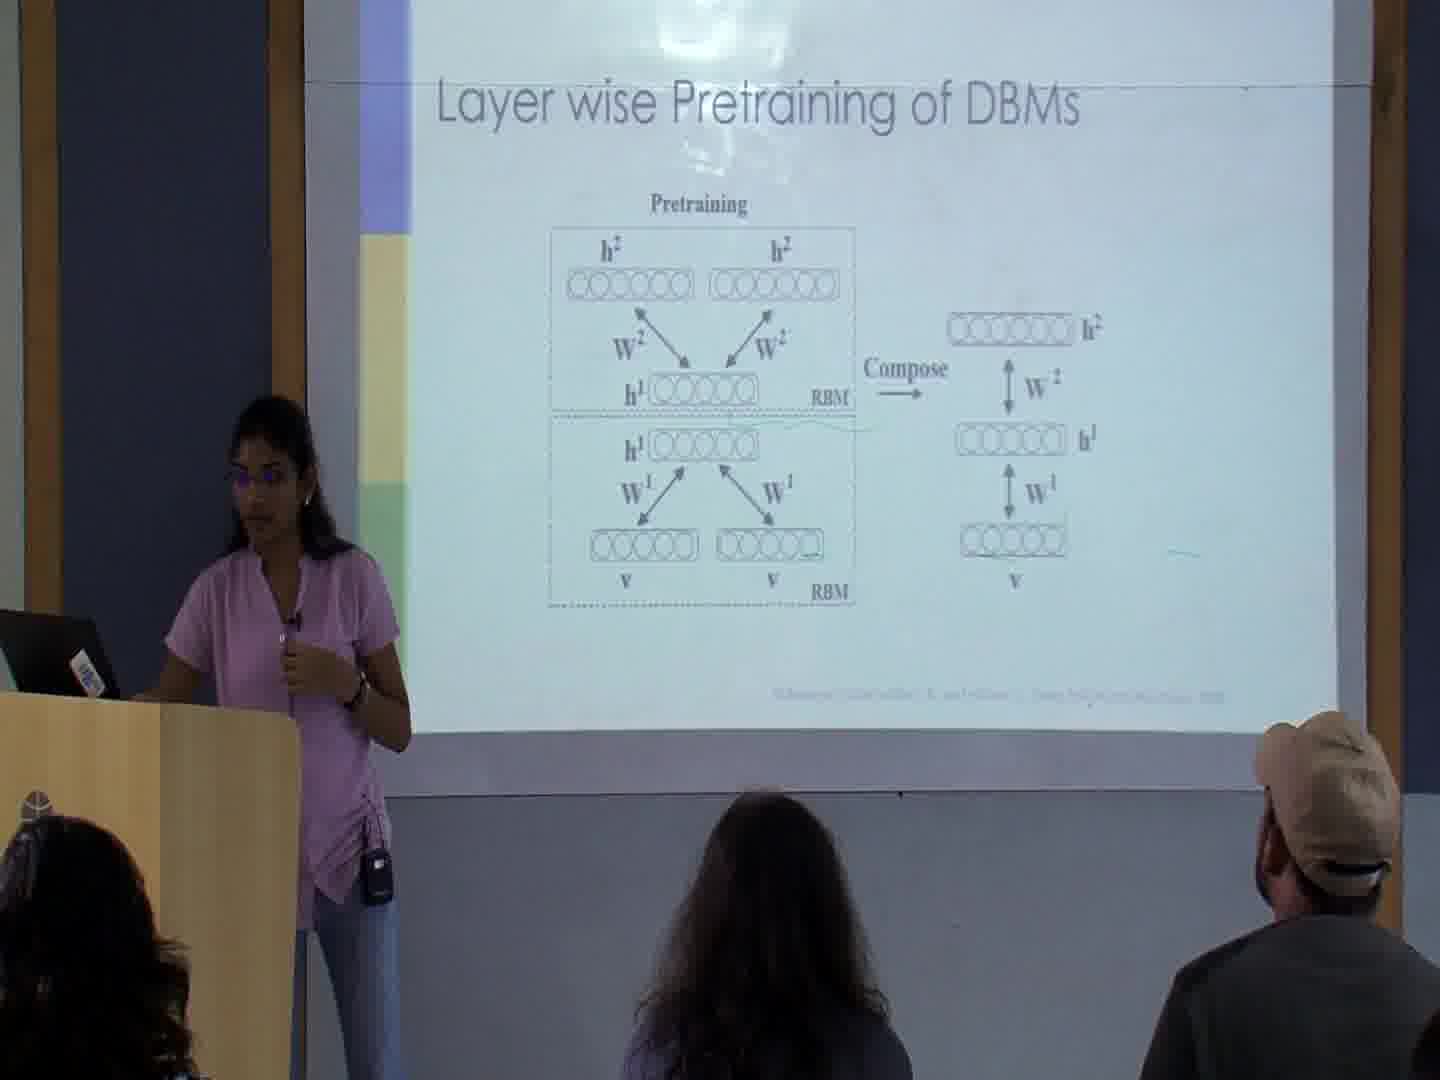 Layer wise Pretraining of DBMs
Pretraining
h² h²
W² W²
h¹ RBM
h¹
W¹ W¹
v v
RBM
Compose
h²
W²
h¹
W¹
v